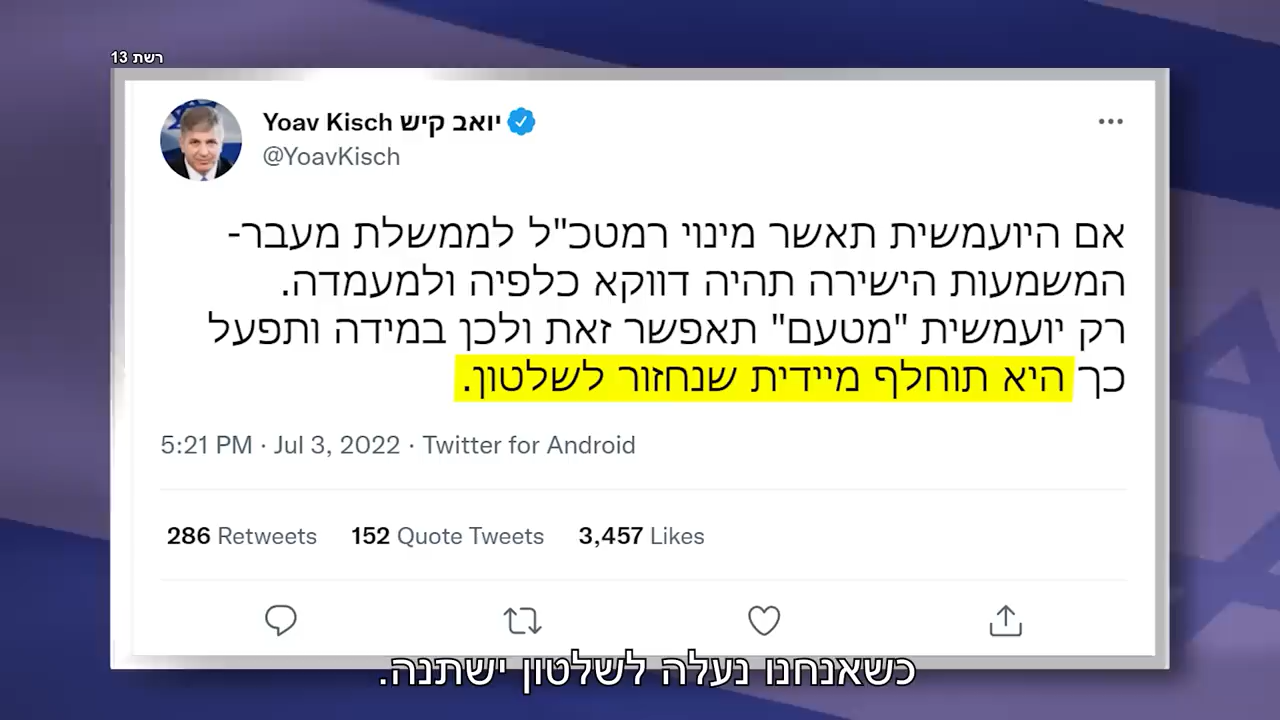 רשת 13
Yoav Kisch יואב קיש
@YoavKisch
אם היועמשית תאשר מינוי רמטכ"ל לממשלת מעבר-
המשמעות הישירה תהיה דווקא כלפיה ולמעמדה.
רק יועמשית "מטעם" תאפשר זאת ולכן במידה ותפעל
כך היא תוחלף מיידית שנחזור לשלטון.
5:21 PM · Jul 3, 2022 · Twitter for Android
286 Retweets 152 Quote Tweets 3,457 Likes
כשאנחנו נעלה לשלטון ישתנה.